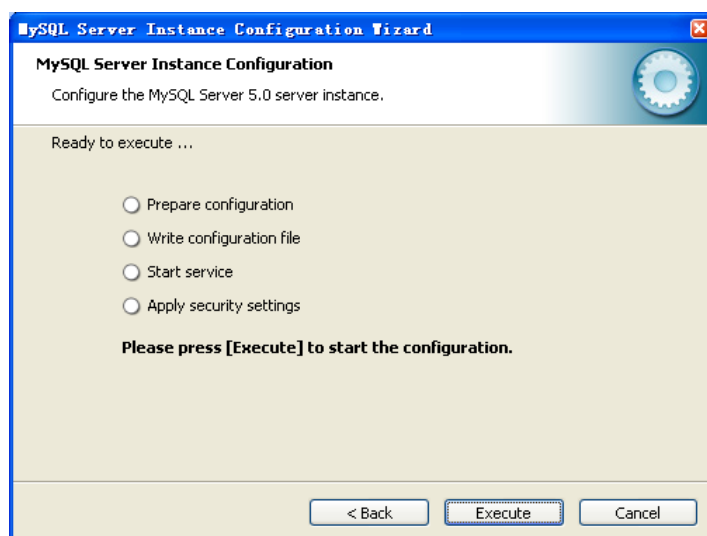 MySQL Server Instance Configuration Wizard
MySQL Server Instance Configuration
Configure the MySQL Server 5.0 server instance.
Ready to execute ...
Prepare configuration
Write configuration file
Start service
Apply security settings
Please press [Execute] to start the configuration.
< Back
Execute
Cancel